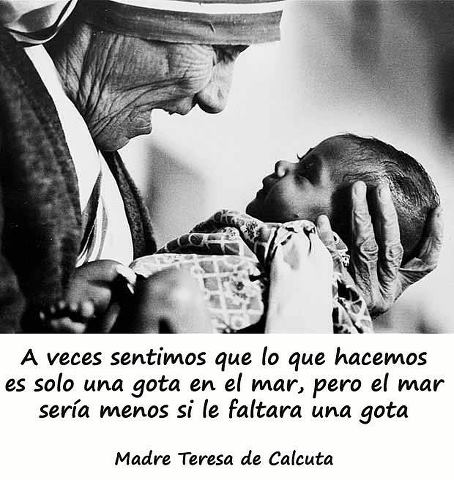 A veces sentimos que lo que hacemos
es solo una gota en el mar, pero el mar
sería menos si le faltara una gota
Madre Teresa de Calcuta